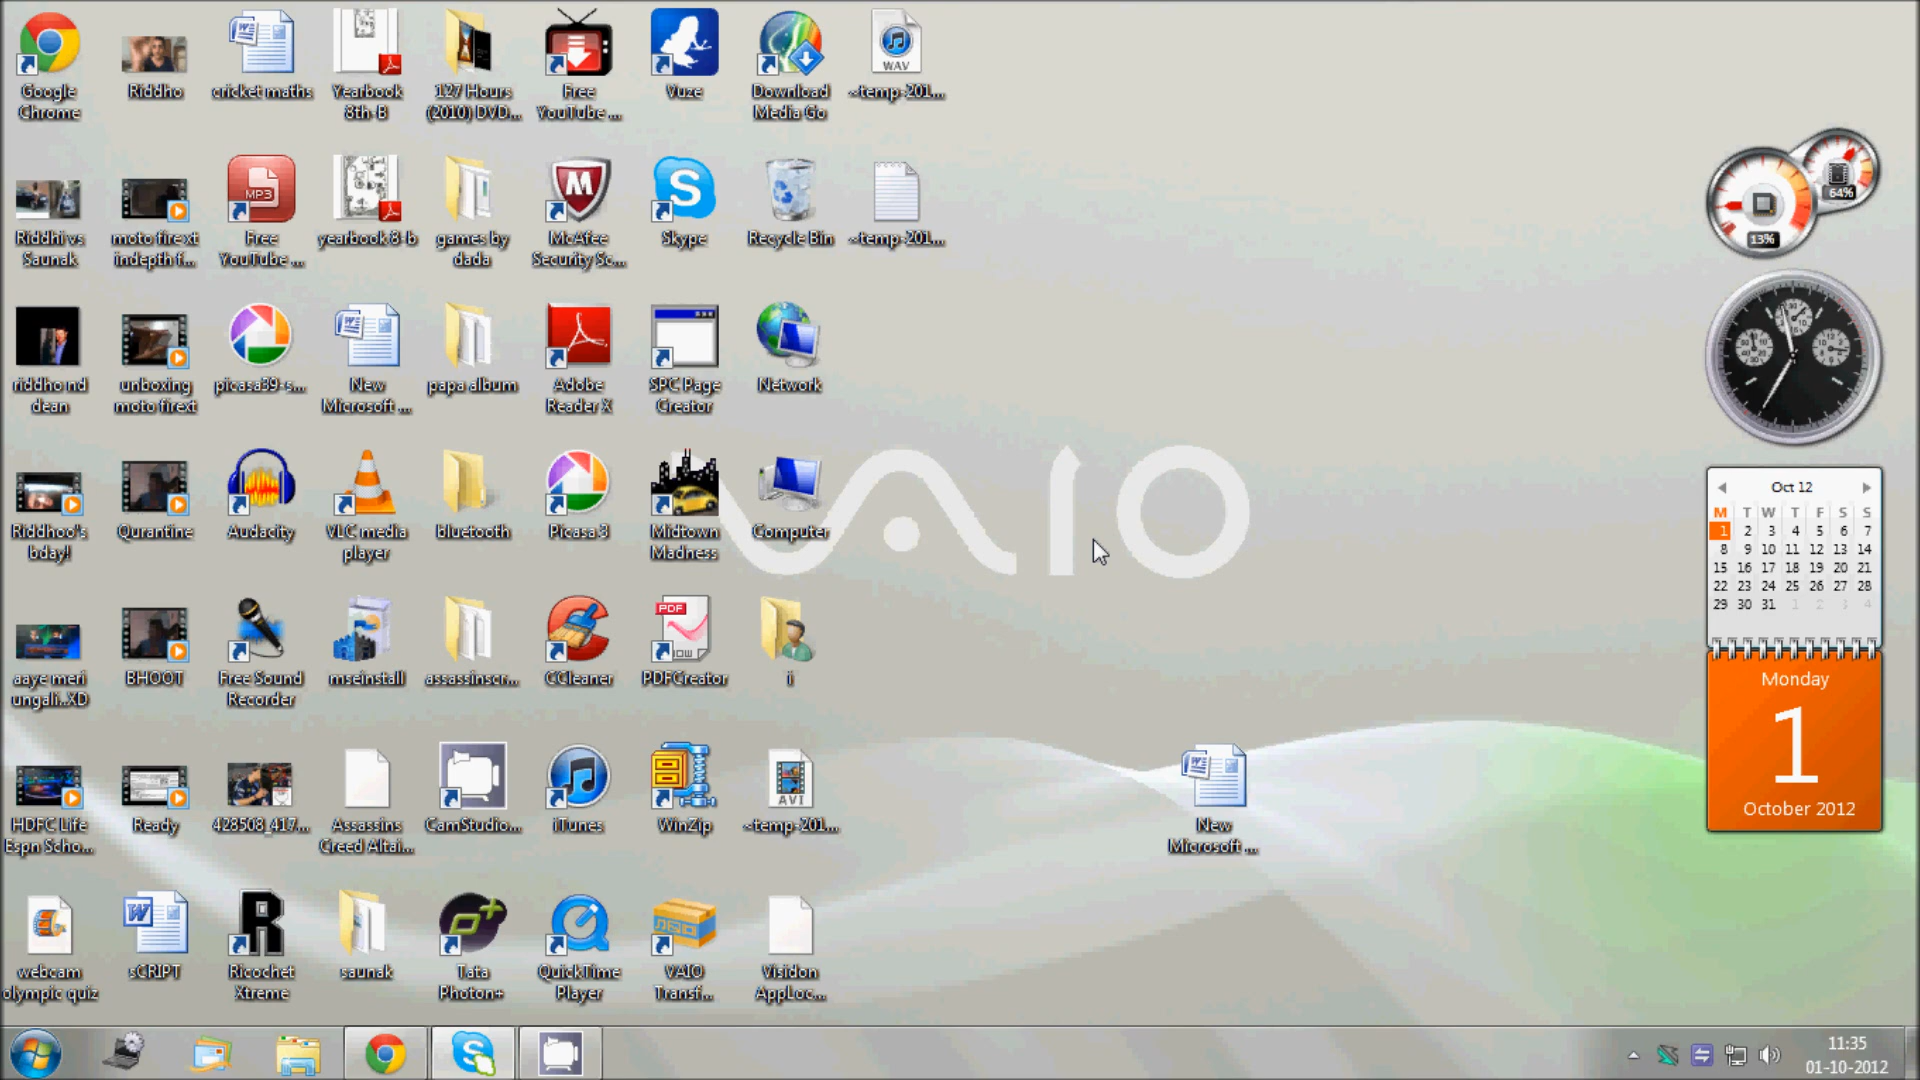 Google
Chrome
Riddho
cricket maths
Yearbook
8th-B
127 Hours
(2010) DVD...
Free
YouTube ...
Vuze
Download
Media Go
WAV
~temp-201...
Riddhi vs
Saunak
moto fire xt
indepth f...
MP3
Free
YouTube ...
yearbook 8-b
games by
dada
McAfee
Security Sc...
Skype
Recycle Bin
~temp-201...
riddho nd
dean
unboxing
moto firext
picasa39-s...
New
Microsoft ...
papa album
Adobe
Reader X
SPC Page
Creator
Network
Riddhoo"s
bday!
Qurantine
Audacity
VLC media
player
bluetooth
Picasa 3
Midtown
Madness
Computer
VAIO
aaye meri
ungali..XD
BHOOT
Free Sound
Recorder
mseinstall
assassinscr...
CCleaner
PDF
PDFCreator
i
HDFC Life
Espn Scho...
Ready
428508_417...
Assassins
Creed Altai...
CamStudio...
iTunes
WinZip
AVI
~temp-201...
New
Microsoft ...
webcam
olympic quiz
sCRIPT
Ricochet
Xtreme
saunak
Tata
Photon+
QuickTime
Player
VAIO
Transf...
Visidon
AppLoc...
64%
13%
Oct 12
M T W T F S S
1 2 3 4 5 6 7
8 9 10 11 12 13 14
15 16 17 18 19 20 21
22 23 24 25 26 27 28
29 30 31 1 2 3 4
Monday
1
October 2012
11:35
01-10-2012